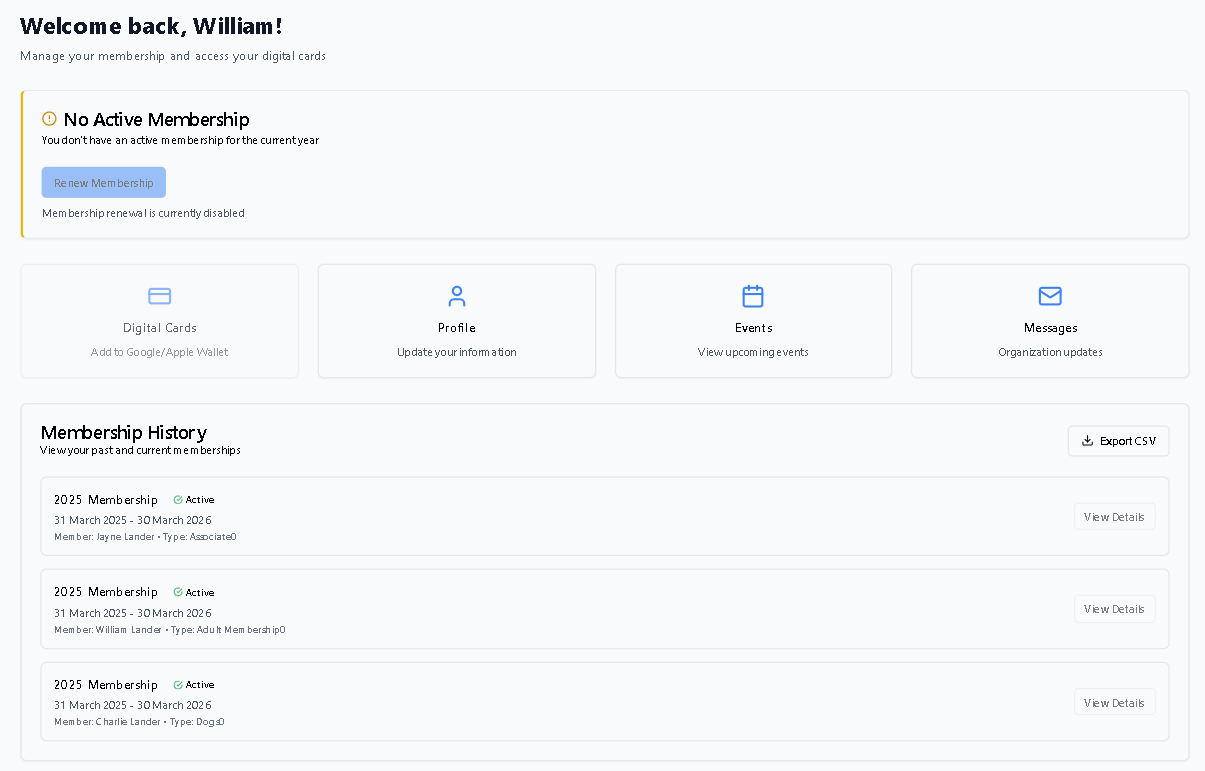 Welcome back, William!
Manage your membership and access your digital cards
No Active Membership
You don't have an active membership for the current year
Renew Membership
Membership renewal is currently disabled
Digital Cards
Add to Google/Apple Wallet
Profile
Update your information
Events
View upcoming events
Messages
Organization updates
Membership History
View your past and current memberships
Export CSV
2025 Membership Active
31 March 2025 - 30 March 2026
Member: Jayne Lander • Type: Associate0
View Details
2025 Membership Active
31 March 2025 - 30 March 2026
Member: William Lander • Type: Adult Membership0
View Details
2025 Membership Active
31 March 2025 - 30 March 2026
Member: Charlie Lander • Type: Dogs0
View Details